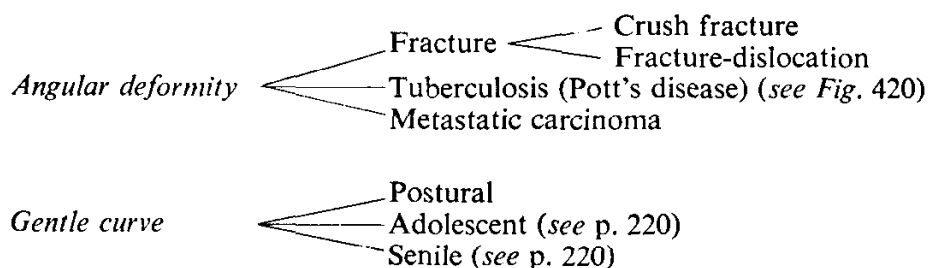 Crush fracture
Fracture
Fracture-dislocation
Angular deformity Tuberculosis (Pott's disease) (see Fig. 420)
Metastatic carcinoma
Postural
Gentle curve Adolescent (see p. 220)
Senile (see p. 220)